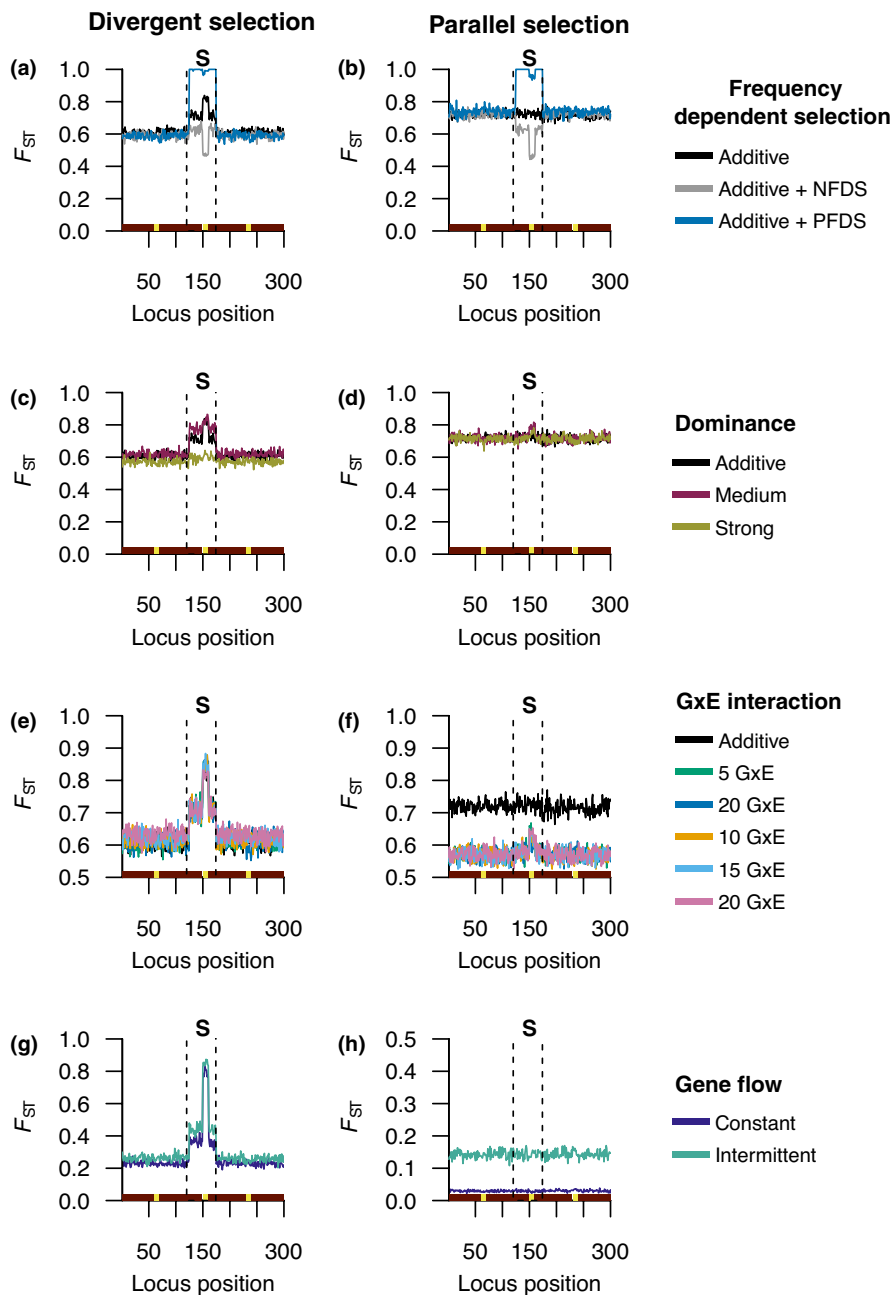 Divergent selection
Parallel selection
(a)
S
1.0
0.8
0.6
0.4
0.2
0.0
FST
50
150
300
Locus position
(b)
S
1.0
0.8
0.6
0.4
0.2
0.0
FST
50
150
300
Locus position
Frequency
dependent selection
Additive
Additive + NFDS
Additive + PFDS
(c)
S
1.0
0.8
0.6
0.4
0.2
0.0
FST
50
150
300
Locus position
(d)
S
1.0
0.8
0.6
0.4
0.2
0.0
FST
50
150
300
Locus position
Dominance
Additive
Medium
Strong
(e)
S
1.0
0.9
0.8
0.7
0.6
0.5
FST
50
150
300
Locus position
(f)
S
1.0
0.9
0.8
0.7
0.6
0.5
FST
50
150
300
Locus position
GxE interaction
Additive
5 GxE
20 GxE
10 GxE
15 GxE
20 GxE
(g)
S
1.0
0.8
0.6
0.4
0.2
0.0
FST
50
150
300
Locus position
(h)
S
0.5
0.4
0.3
0.2
0.1
0.0
FST
50
150
300
Locus position
Gene flow
Constant
Intermittent